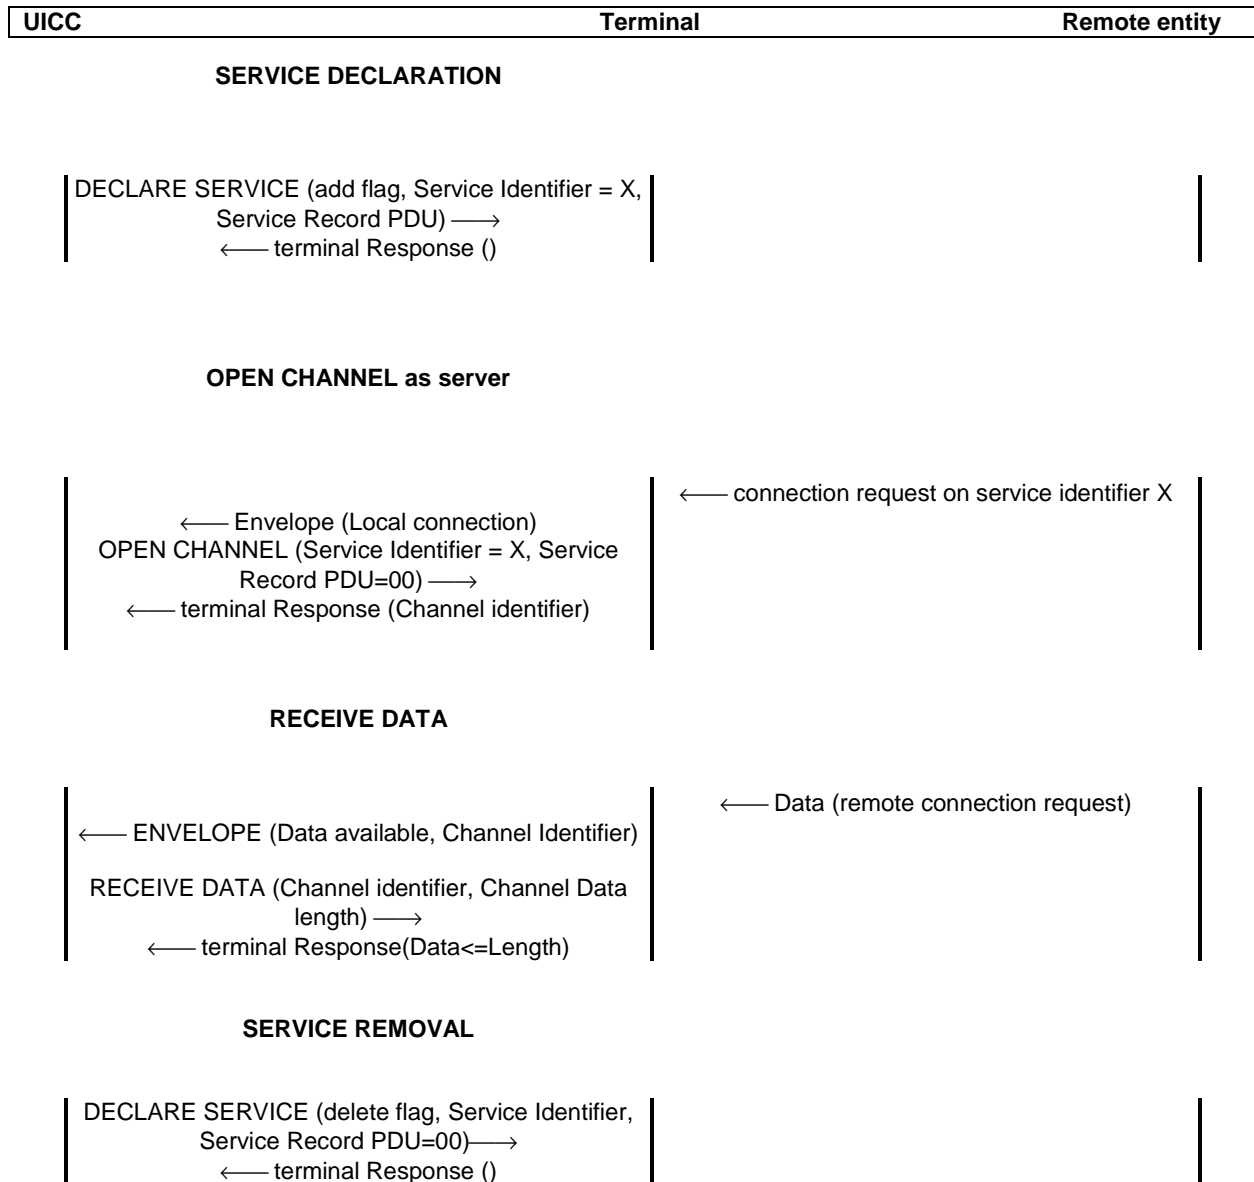 UICC Terminal Remote entity
SERVICE DECLARATION
DECLARE SERVICE (add flag, Service Identifier = X,
Service Record PDU) ⟶
⟵ terminal Response ()
OPEN CHANNEL as server
⟵ connection request on service identifier X
⟵ Envelope (Local connection)
OPEN CHANNEL (Service Identifier = X, Service
Record PDU=00) ⟶
⟵ terminal Response (Channel identifier)
RECEIVE DATA
⟵ Data (remote connection request)
⟵ ENVELOPE (Data available, Channel Identifier)
RECEIVE DATA (Channel identifier, Channel Data
length) ⟶
⟵ terminal Response(Data<=Length)
SERVICE REMOVAL
DECLARE SERVICE (delete flag, Service Identifier,
Service Record PDU=00)⟶
⟵ terminal Response ()